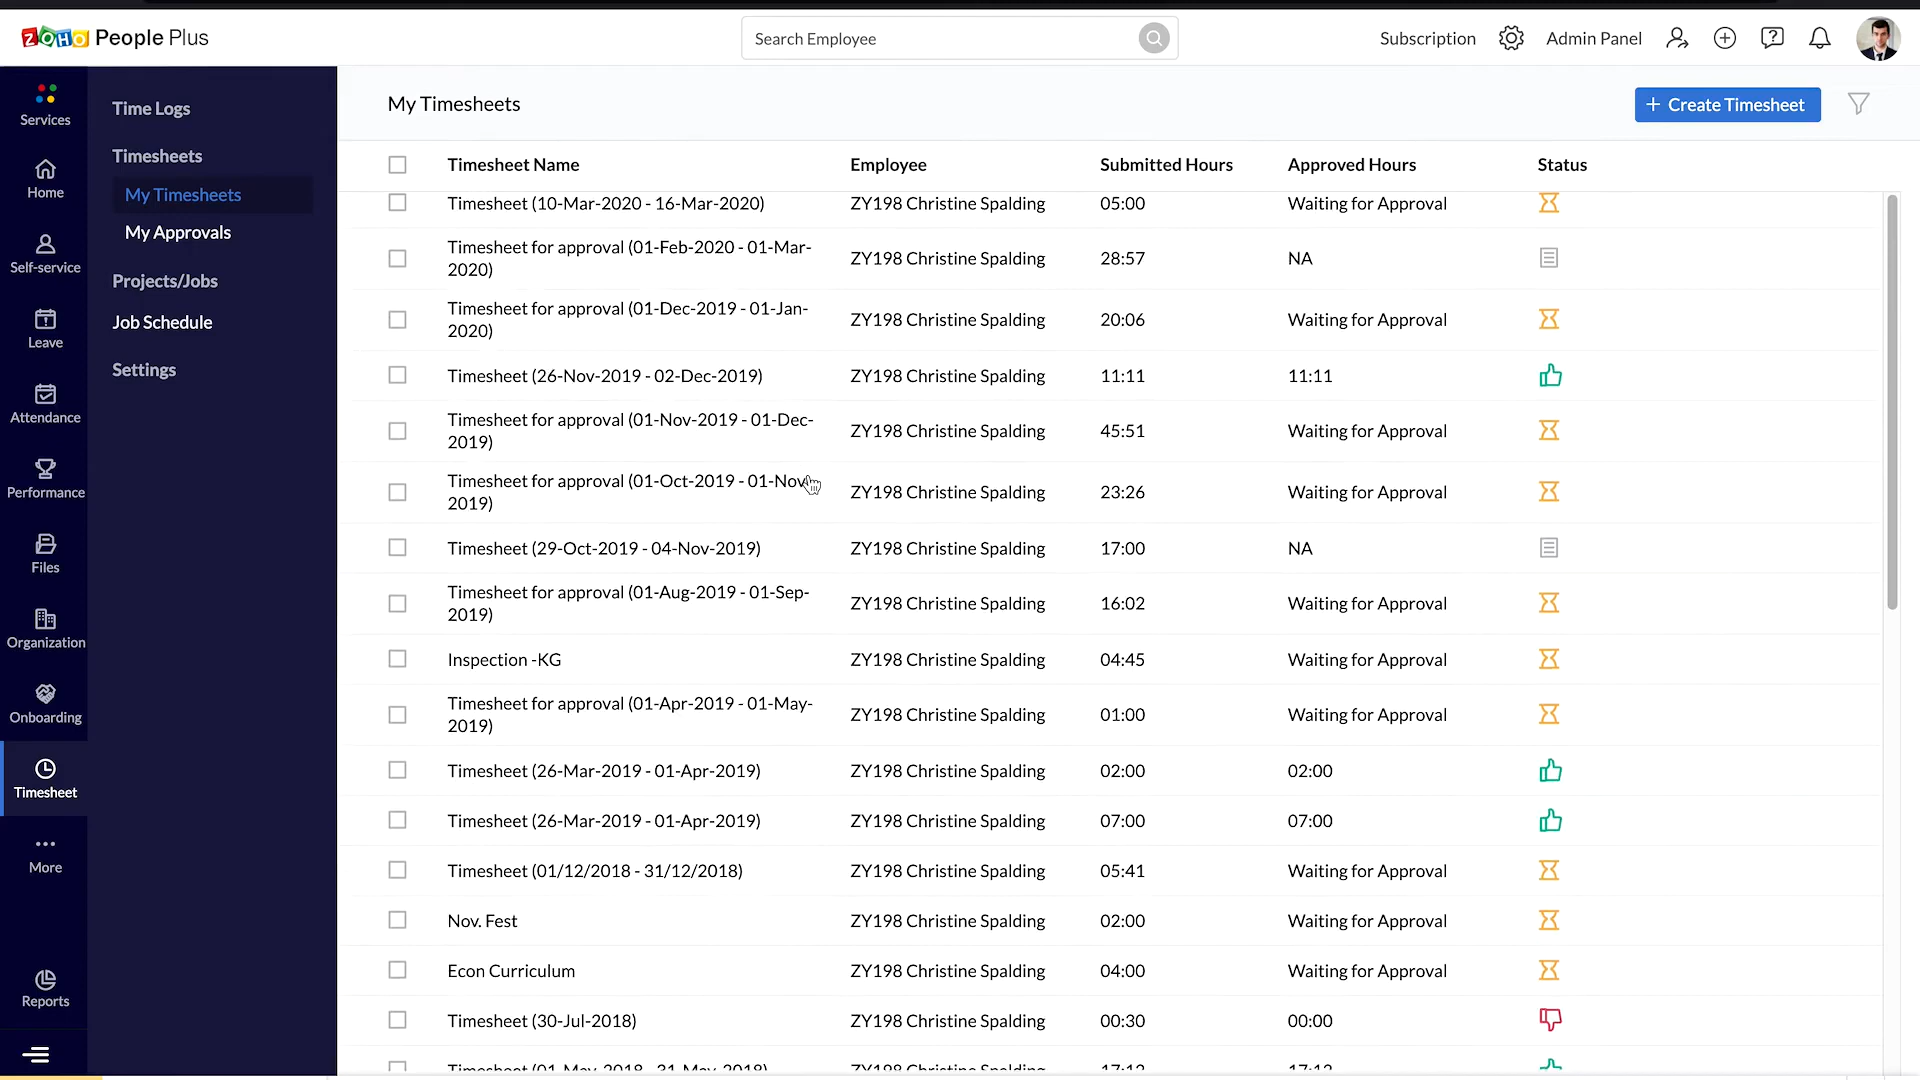 ZOHO People Plus
Search Employee
Subscription
Admin Panel
Services
Home
Self-service
Leave
Attendance
Performance
Files
Organization
Onboarding
Timesheet
More
Reports
Time Logs
Timesheets
My Timesheets
My Approvals
Projects/Jobs
Job Schedule
Settings
My Timesheets
+ Create Timesheet
Timesheet Name Employee Submitted Hours Approved Hours Status
Timesheet (10-Mar-2020 - 16-Mar-2020) ZY198 Christine Spalding 05:00 Waiting for Approval
Timesheet for approval (01-Feb-2020 - 01-Mar-
2020) ZY198 Christine Spalding 28:57 NA
Timesheet for approval (01-Dec-2019 - 01-Jan-
2020) ZY198 Christine Spalding 20:06 Waiting for Approval
Timesheet (26-Nov-2019 - 02-Dec-2019) ZY198 Christine Spalding 11:11 11:11
Timesheet for approval (01-Nov-2019 - 01-Dec-
2019) ZY198 Christine Spalding 45:51 Waiting for Approval
Timesheet for approval (01-Oct-2019 - 01-Nov
2019) ZY198 Christine Spalding 23:26 Waiting for Approval
Timesheet (29-Oct-2019 - 04-Nov-2019) ZY198 Christine Spalding 17:00 NA
Timesheet for approval (01-Aug-2019 - 01-Sep-
2019) ZY198 Christine Spalding 16:02 Waiting for Approval
Inspection -KG ZY198 Christine Spalding 04:45 Waiting for Approval
Timesheet for approval (01-Apr-2019 - 01-May-
2019) ZY198 Christine Spalding 01:00 Waiting for Approval
Timesheet (26-Mar-2019 - 01-Apr-2019) ZY198 Christine Spalding 02:00 02:00
Timesheet (26-Mar-2019 - 01-Apr-2019) ZY198 Christine Spalding 07:00 07:00
Timesheet (01/12/2018 - 31/12/2018) ZY198 Christine Spalding 05:41 Waiting for Approval
Nov. Fest ZY198 Christine Spalding 02:00 Waiting for Approval
Econ Curriculum ZY198 Christine Spalding 04:00 Waiting for Approval
Timesheet (30-Jul-2018) ZY198 Christine Spalding 00:30 00:00
Timesheet (01-May-2018 - 31-May-2018) ZY198 Christine Spalding 17:12 17:12